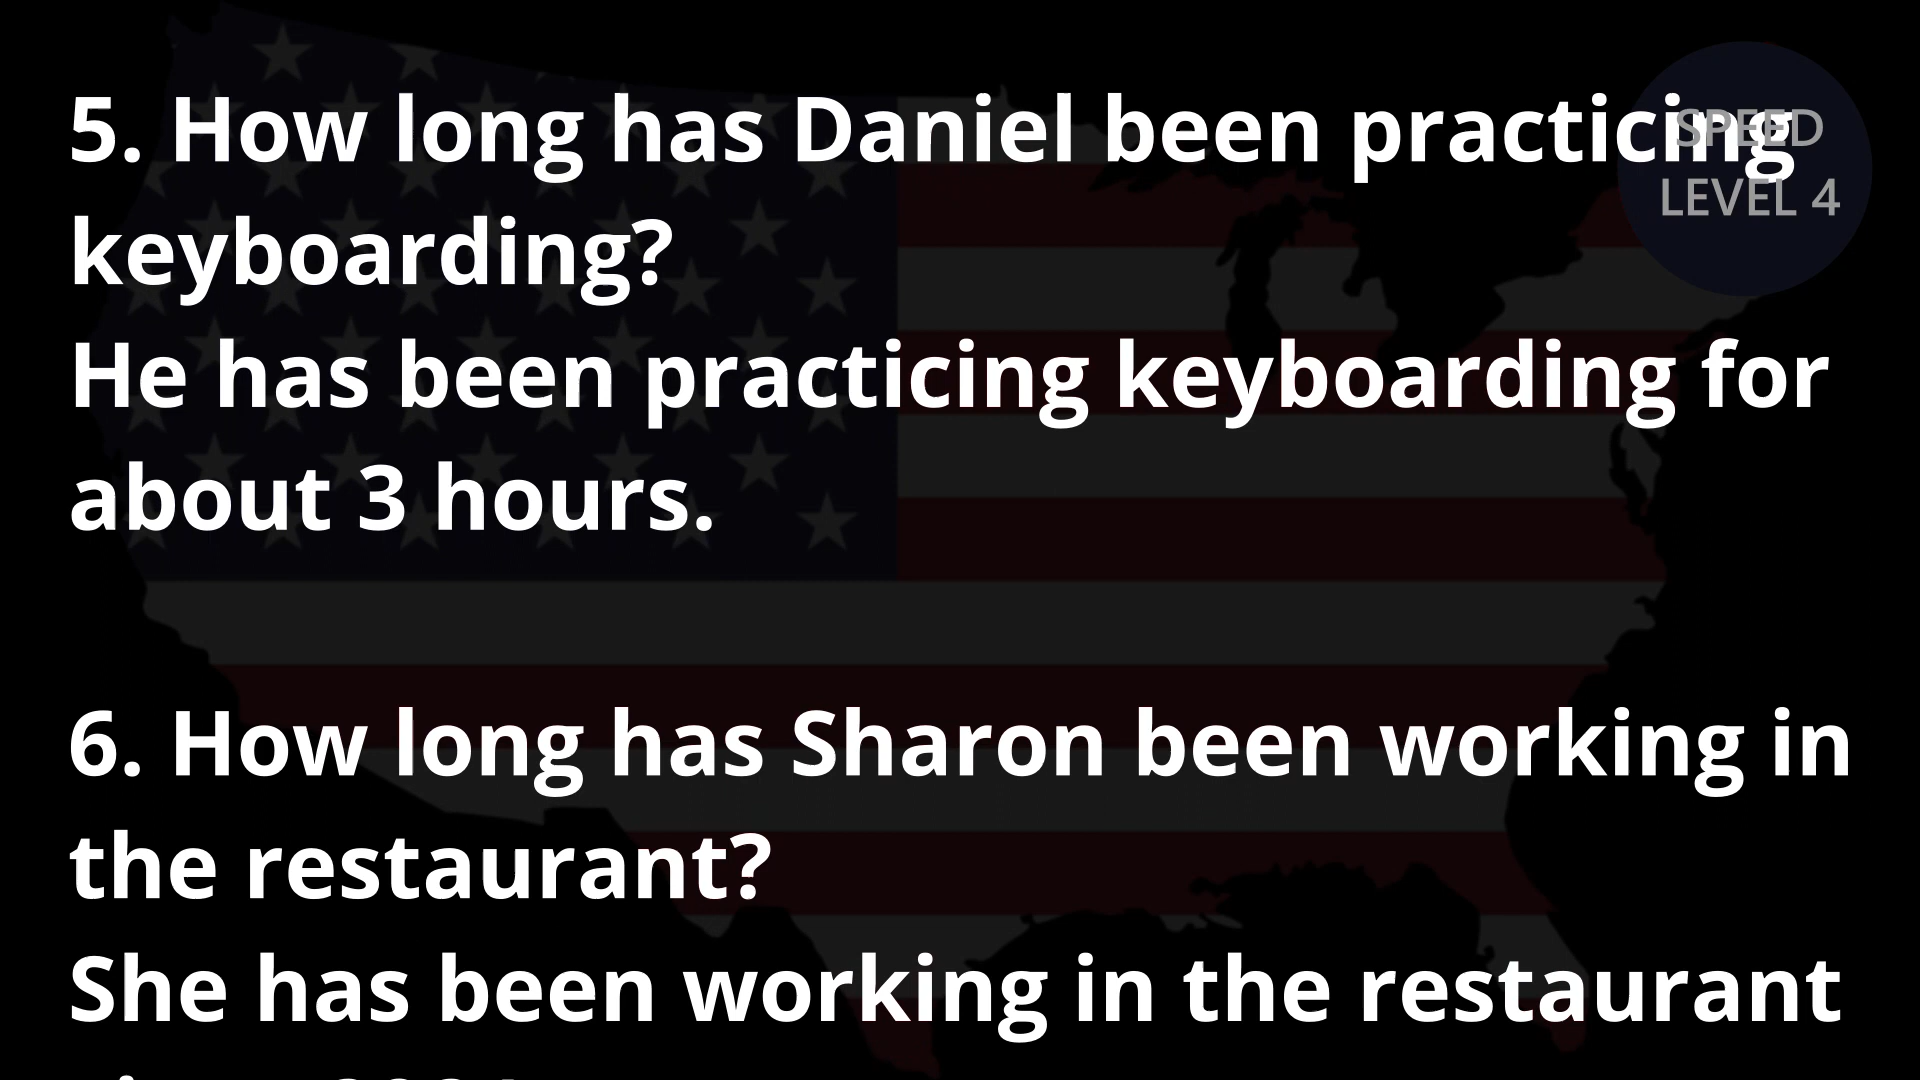 5. How long has Daniel been practicing
keyboarding?
He has been practicing keyboarding for
about 3 hours.
6. How long has Sharon been working in
the restaurant?
She has been working in the restaurant
SPEED
LEVEL 4